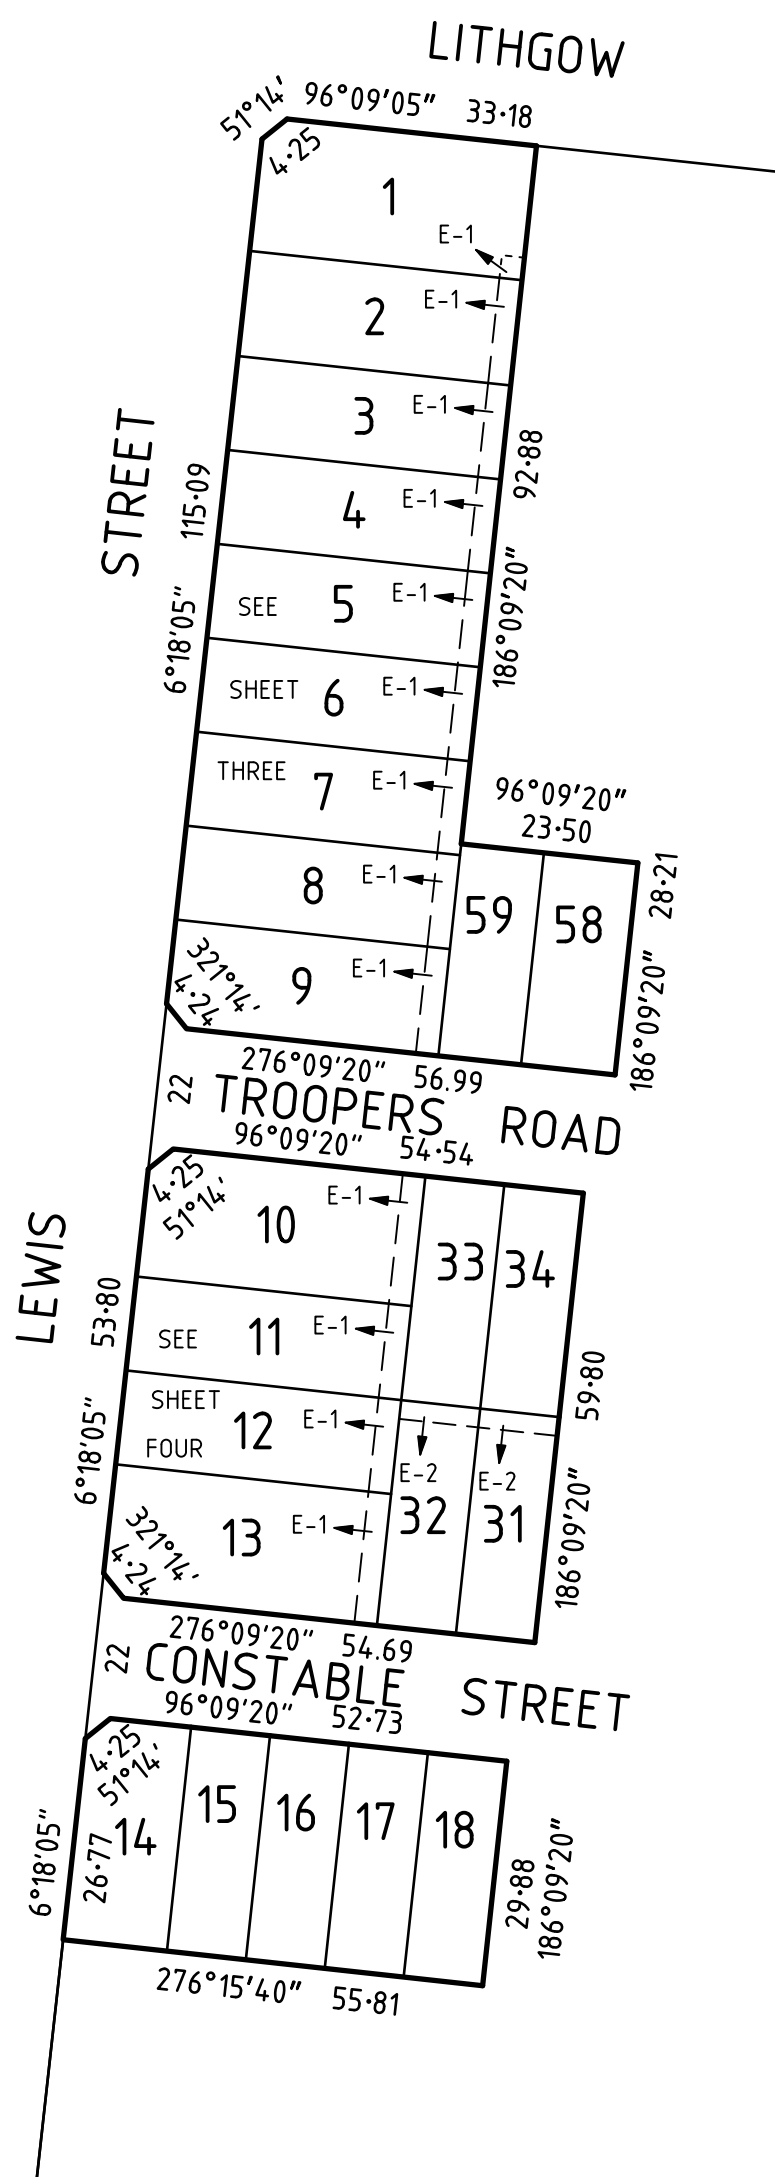 LITHGOW
51°14'
96°09'05" 33·18
4·25
1
E-1
2
E-1
3
E-1
STREET
115·09
92·88
4
E-1
6°18'05"
186°09'20"
SEE
5
E-1
SHEET
6
E-1
THREE
7
E-1
96°09'20"
23·50
8
E-1
59
58
28·21
186°09'20"
321°14'
4·24
9
E-1
276°09'20" 56.99
22
TROOPERS ROAD
96°09'20" 54·54
4·25
51°14'
10
E-1
33
34
LEWIS
53·80
SEE
11
E-1
59·80
6°18'05"
SHEET
FOUR
12
E-1
E-2
E-2
32
31
186°09'20"
321°14'
4·24
13
E-1
276°09'20" 54.69
22
CONSTABLE STREET
96°09'20" 52·73
4·25
51°14'
14
15
16
17
18
6°18'05"
26·77
29·88
186°09'20"
276°15'40" 55·81